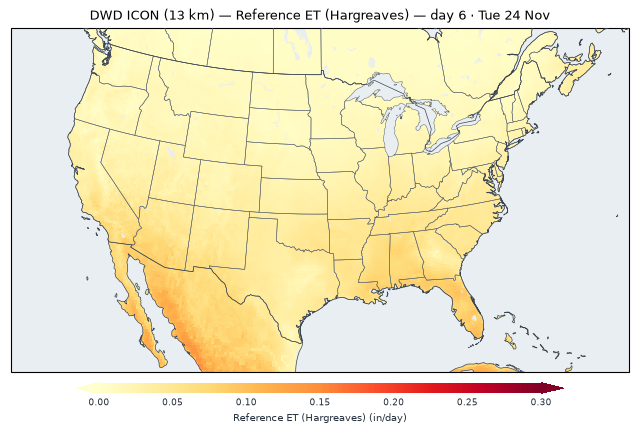 DWD ICON (13 km) — Reference ET (Hargreaves) — day 6 · Tue 24 Nov
0.00 0.05 0.10 0.15 0.20 0.25 0.30
Reference ET (Hargreaves) (in/day)